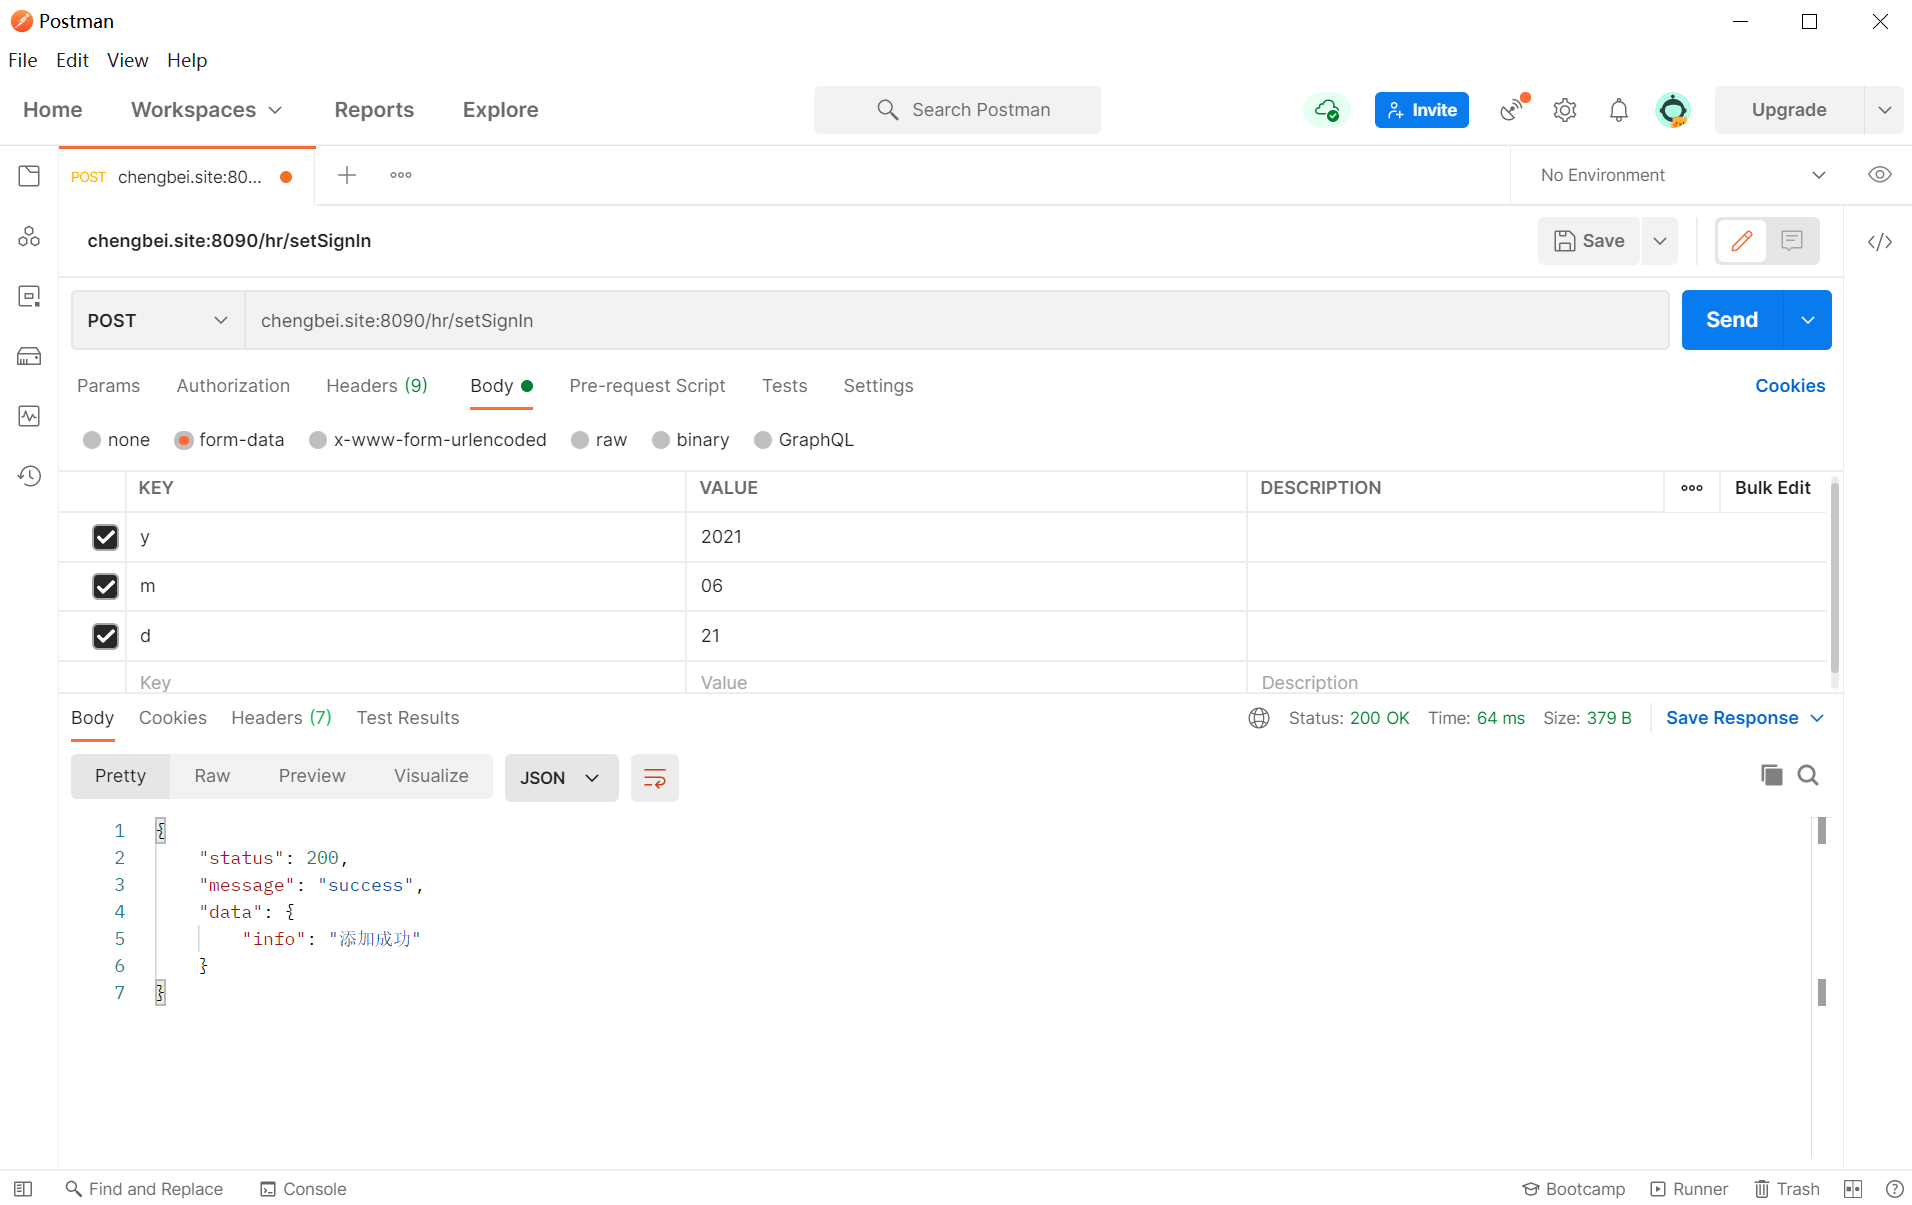 Postman
File Edit View Help
Home Workspaces Reports Explore Search Postman Invite Upgrade
POST chengbei.site:80... No Environment
chengbei.site:8090/hr/setSignIn Save
POST chengbei.site:8090/hr/setSignIn Send
Params Authorization Headers (9) Body Pre-request Script Tests Settings Cookies
none form-data x-www-form-urlencoded raw binary GraphQL
KEY VALUE DESCRIPTION Bulk Edit
y 2021
m 06
d 21
Key Value Description
Body Cookies Headers (7) Test Results Status: 200 OK Time: 64 ms Size: 379 B Save Response
Pretty Raw Preview Visualize JSON
1 {
2 "status": 200,
3 "message": "success",
4 "data": {
5 "info": "添加成功"
6 }
7 }
Find and Replace Console Bootcamp Runner Trash